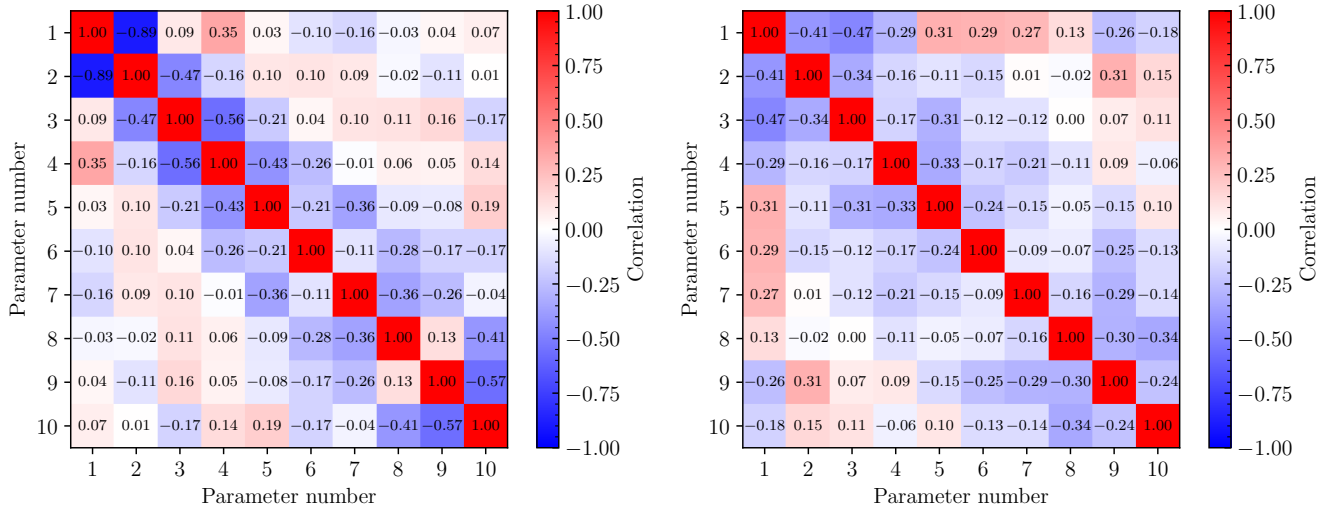 1 1.00 −0.89 0.09 0.35 0.03 −0.10 −0.16 −0.03 0.04 0.07
2 −0.89 1.00 −0.47 −0.16 0.10 0.10 0.09 −0.02 −0.11 0.01
3 0.09 −0.47 1.00 −0.56 −0.21 0.04 0.10 0.11 0.16 −0.17
4 0.35 −0.16 −0.56 1.00 −0.43 −0.26 −0.01 0.06 0.05 0.14
5 0.03 0.10 −0.21 −0.43 1.00 −0.21 −0.36 −0.09 −0.08 0.19
6 −0.10 0.10 0.04 −0.26 −0.21 1.00 −0.11 −0.28 −0.17 −0.17
7 −0.16 0.09 0.10 −0.01 −0.36 −0.11 1.00 −0.36 −0.26 −0.04
8 −0.03 −0.02 0.11 0.06 −0.09 −0.28 −0.36 1.00 0.13 −0.41
9 0.04 −0.11 0.16 0.05 −0.08 −0.17 −0.26 0.13 1.00 −0.57
10 0.07 0.01 −0.17 0.14 0.19 −0.17 −0.04 −0.41 −0.57 1.00
1 2 3 4 5 6 7 8 9 10
Parameter number
Parameter number
1.00
0.75
0.50
0.25
0.00
−0.25
−0.50
−0.75
−1.00
Correlation
1 1.00 −0.41 −0.47 −0.29 0.31 0.29 0.27 0.13 −0.26 −0.18
2 −0.41 1.00 −0.34 −0.16 −0.11 −0.15 0.01 −0.02 0.31 0.15
3 −0.47 −0.34 1.00 −0.17 −0.31 −0.12 −0.12 0.00 0.07 0.11
4 −0.29 −0.16 −0.17 1.00 −0.33 −0.17 −0.21 −0.11 0.09 −0.06
5 0.31 −0.11 −0.31 −0.33 1.00 −0.24 −0.15 −0.05 −0.15 0.10
6 0.29 −0.15 −0.12 −0.17 −0.24 1.00 −0.09 −0.07 −0.25 −0.13
7 0.27 0.01 −0.12 −0.21 −0.15 −0.09 1.00 −0.16 −0.29 −0.14
8 0.13 −0.02 0.00 −0.11 −0.05 −0.07 −0.16 1.00 −0.30 −0.34
9 −0.26 0.31 0.07 0.09 −0.15 −0.25 −0.29 −0.30 1.00 −0.24
10 −0.18 0.15 0.11 −0.06 0.10 −0.13 −0.14 −0.34 −0.24 1.00
1 2 3 4 5 6 7 8 9 10
Parameter number
Parameter number
1.00
0.75
0.50
0.25
0.00
−0.25
−0.50
−0.75
−1.00
Correlation